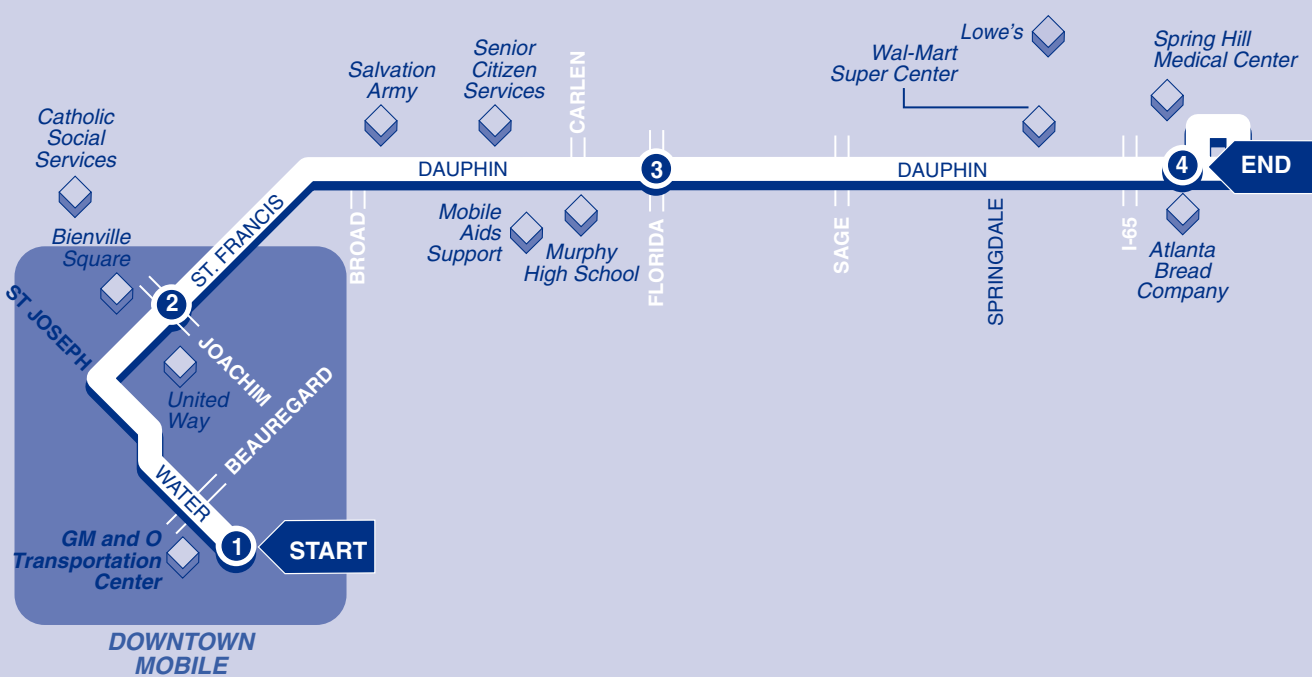 Lowe's
Wal-Mart
Super Center
Spring Hill
Medical Center
Senior
Citizen
Services
Salvation
Army
CARLEN
Catholic
Social
Services
DAUPHIN
3
DAUPHIN
4
END
ST. FRANCIS
BROAD
Mobile
Aids
Support
Murphy
High School
FLORIDA
SAGE
SPRINGDALE
I-65
Atlanta
Bread
Company
Bienville
Square
2
ST JOSEPH
JOACHIM
United
Way
BEAUREGARD
WATER
GM and O
Transportation
Center
1
START
DOWNTOWN
MOBILE